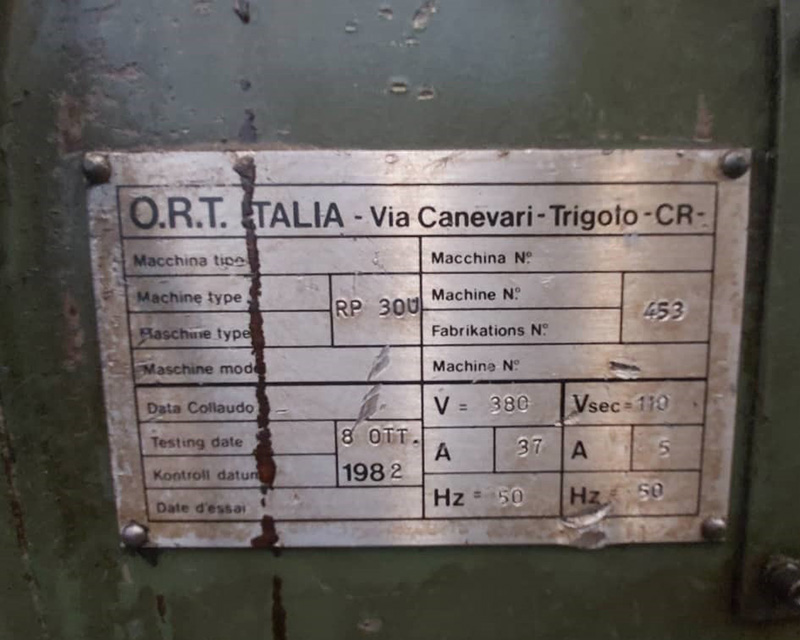 O.R.T. ITALIA - Via Canevari - Trigolo - CR -
Macchina tipo
Machine type
Maschine type
Maschine mod
RP 30U
Macchina N°
Machine N°
Fabrikations N°
Machine N°
453
Data Collaudo
Testing date
Kontroll datum
Date d'essai
8 OTT.
1982
V = 380
Vsec = 110
A 37
A 5
Hz = 50
Hz = 50